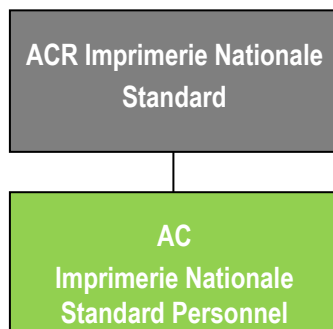 ACR Imprimerie Nationale
Standard
AC
Imprimerie Nationale
Standard Personnel